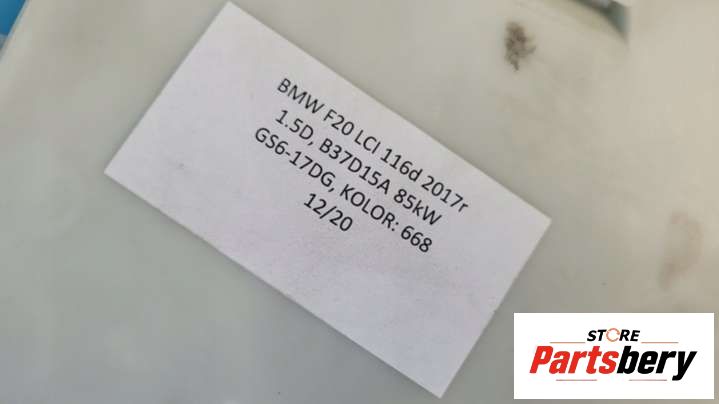 BMW F20 LCI 116d 2017r
1.5D, B37D15A 85kW
GS6-17DG, KOLOR: 668
12/20
STORE
Partsbery